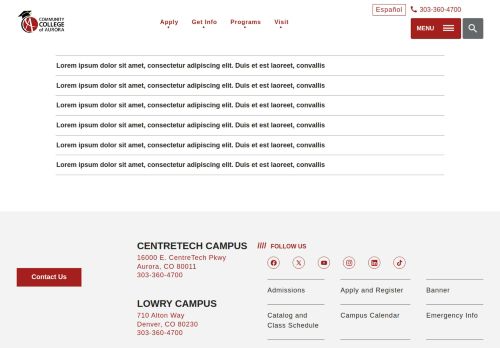 Español 303-360-4700
COMMUNITY
COLLEGE
of AURORA
Apply Get Info Programs Visit
MENU
Lorem ipsum dolor sit amet, consectetur adipiscing elit. Duis et est laoreet, convallis
Lorem ipsum dolor sit amet, consectetur adipiscing elit. Duis et est laoreet, convallis
Lorem ipsum dolor sit amet, consectetur adipiscing elit. Duis et est laoreet, convallis
Lorem ipsum dolor sit amet, consectetur adipiscing elit. Duis et est laoreet, convallis
Lorem ipsum dolor sit amet, consectetur adipiscing elit. Duis et est laoreet, convallis
Lorem ipsum dolor sit amet, consectetur adipiscing elit. Duis et est laoreet, convallis
Contact Us
CENTRETECH CAMPUS
16000 E. CentreTech Pkwy
Aurora, CO 80011
303-360-4700
LOWRY CAMPUS
710 Alton Way
Denver, CO 80230
303-360-4700
//// FOLLOW US
Admissions
Apply and Register
Banner
Catalog and
Class Schedule
Campus Calendar
Emergency Info